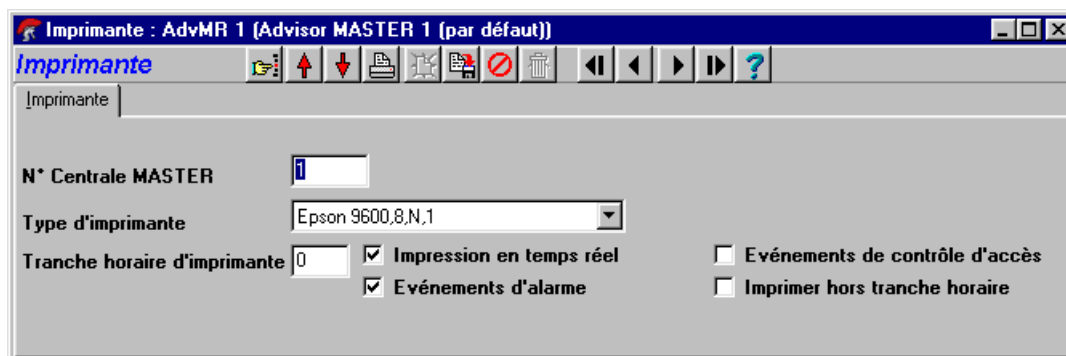 Imprimante : AdvMR 1 (Advisor MASTER 1 (par défaut))
Imprimante
Imprimante
N° Centrale MASTER 1
Type d'imprimante Epson 9600,8,N,1
Tranche horaire d'imprimante 0 Impression en temps réel Evénements de contrôle d'accès
Evénements d'alarme Imprimer hors tranche horaire